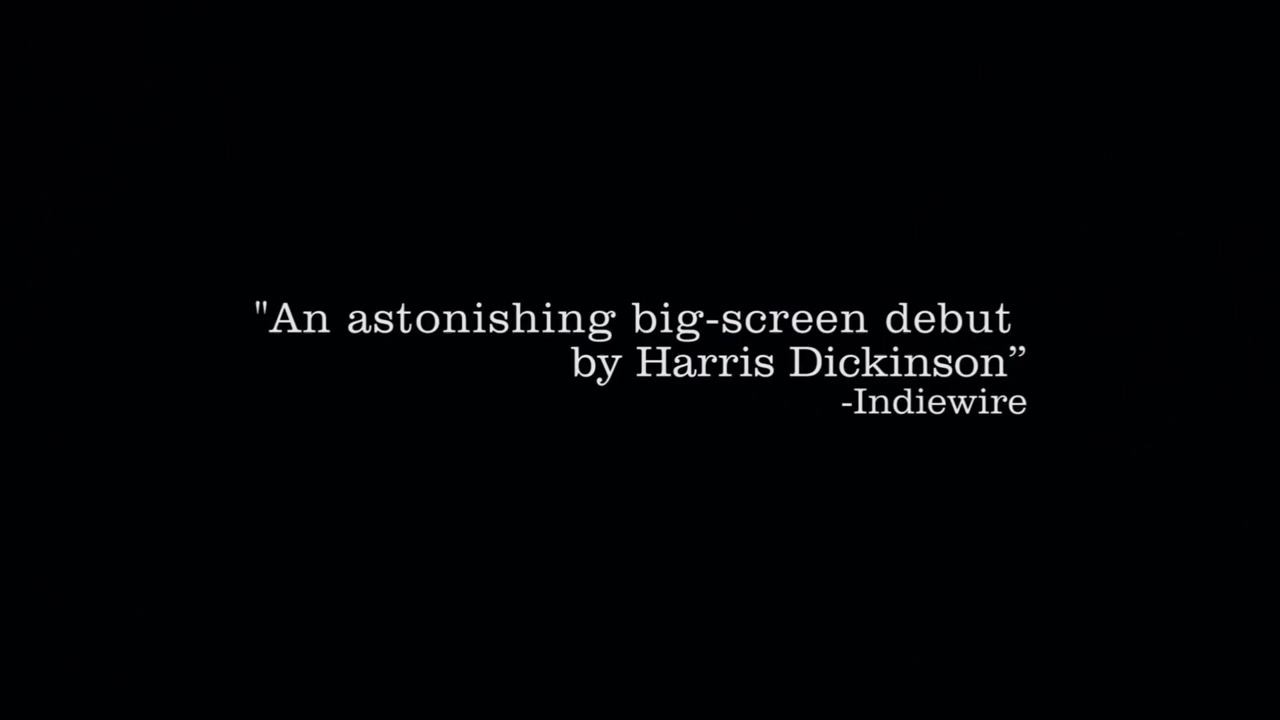 "An astonishing big-screen debut
by Harris Dickinson”
-Indiewire